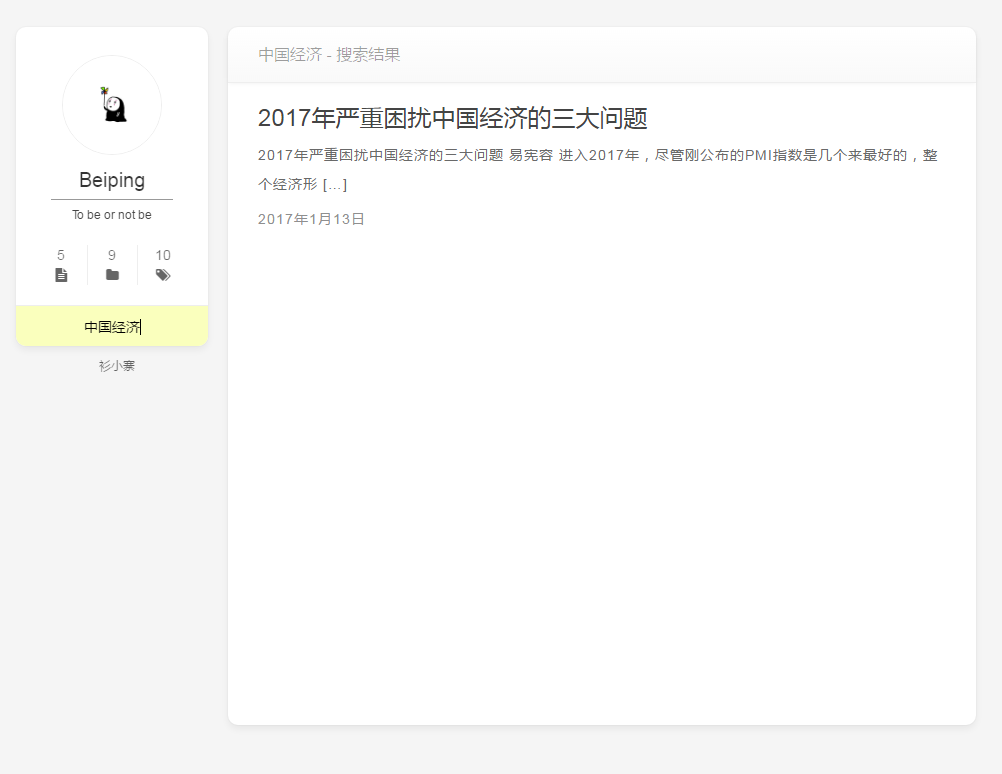 Beiping
To be or not be
5 9 10
中国经济
衫小寨
中国经济 - 搜索结果
2017年严重困扰中国经济的三大问题
2017年严重困扰中国经济的三大问题 易宪容 进入2017年，尽管刚公布的PMI指数是几个来最好的，整
个经济形 […]
2017年1月13日